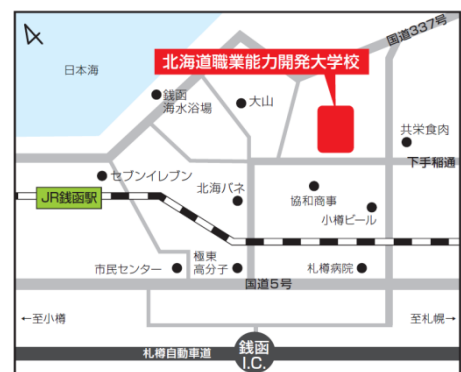 国道337号
日本海
北海道職業能力開発大学校
銭函
海水浴場
大山
共栄食肉
下手稲通
セブンイレブン
JR銭函駅
北海バネ
協和商事
小樽ビール
市民センター
極東
高分子
札樽病院
国道5号
←至小樽
至札幌→
札樽自動車道
銭函
I.C.